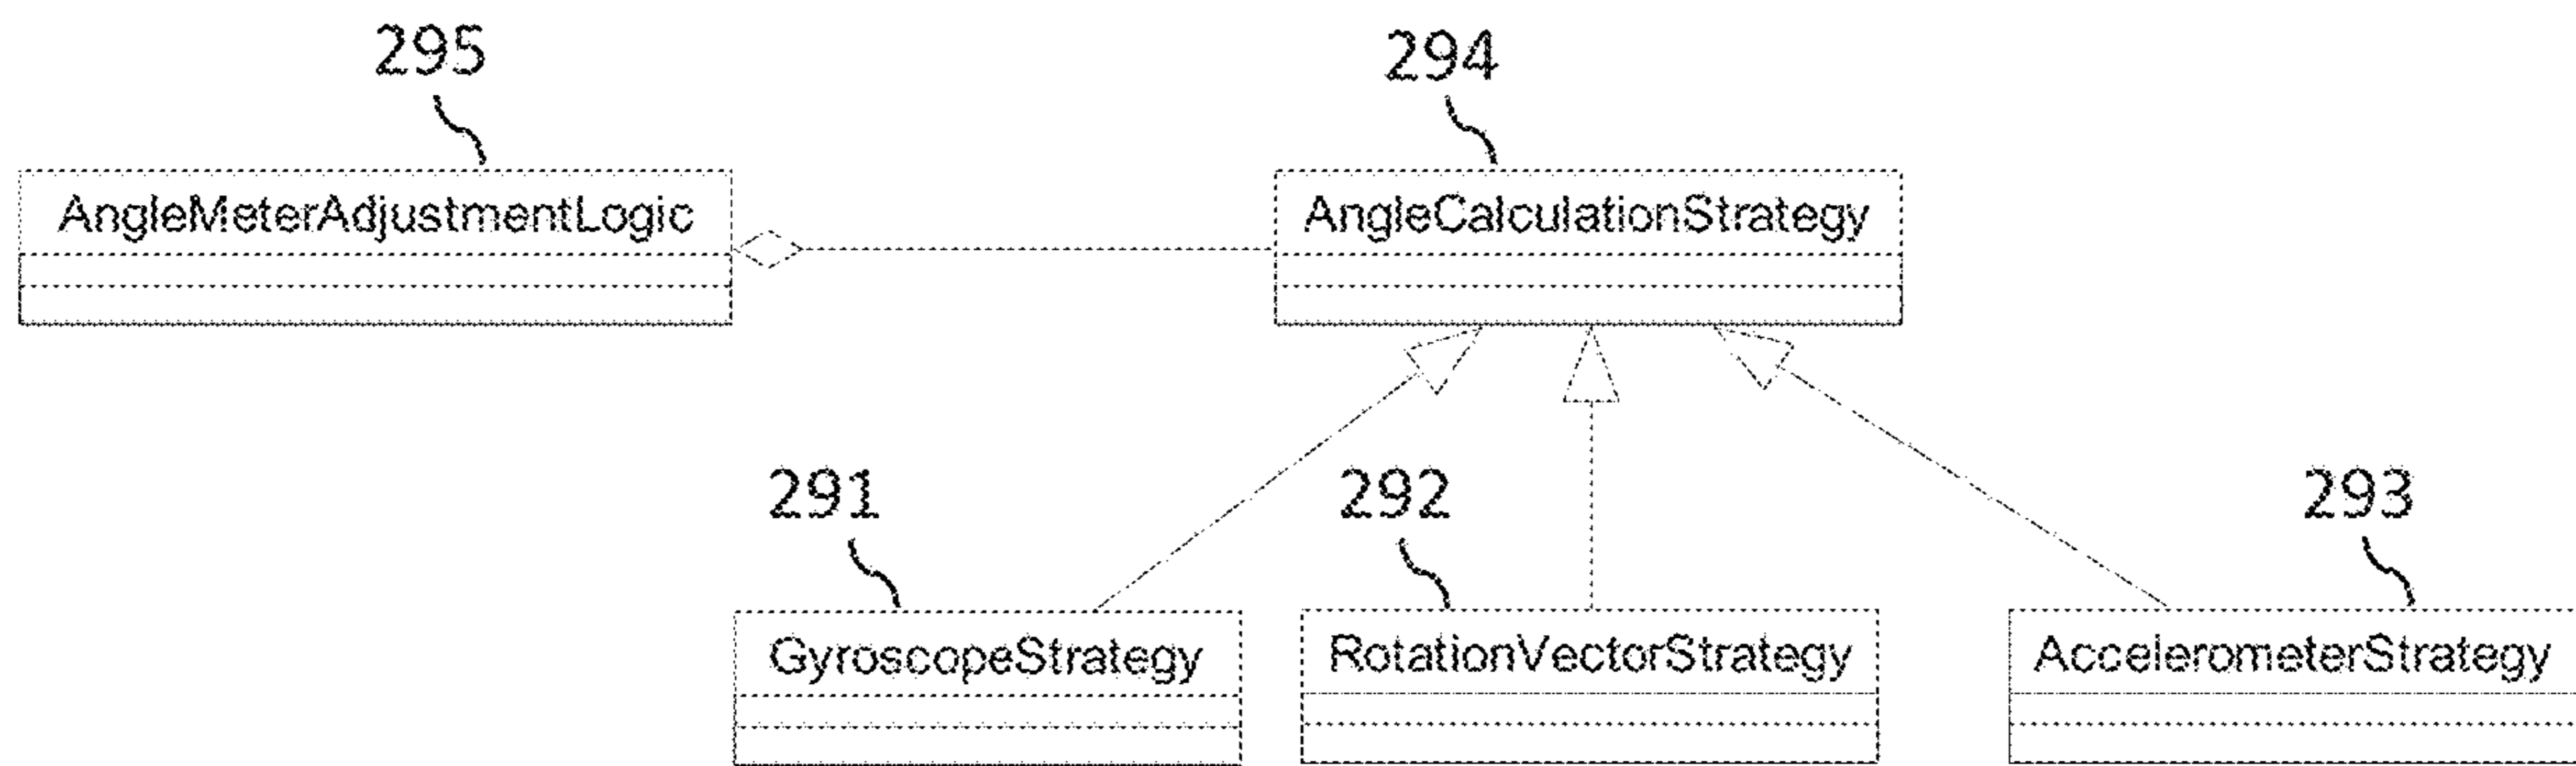 295
294
AngleMeterAdjustmentLogic
AngleCalculationStrategy
291
292
293
GyroscopeStrategy
RotationVectorStrategy
AccelerometerStrategy